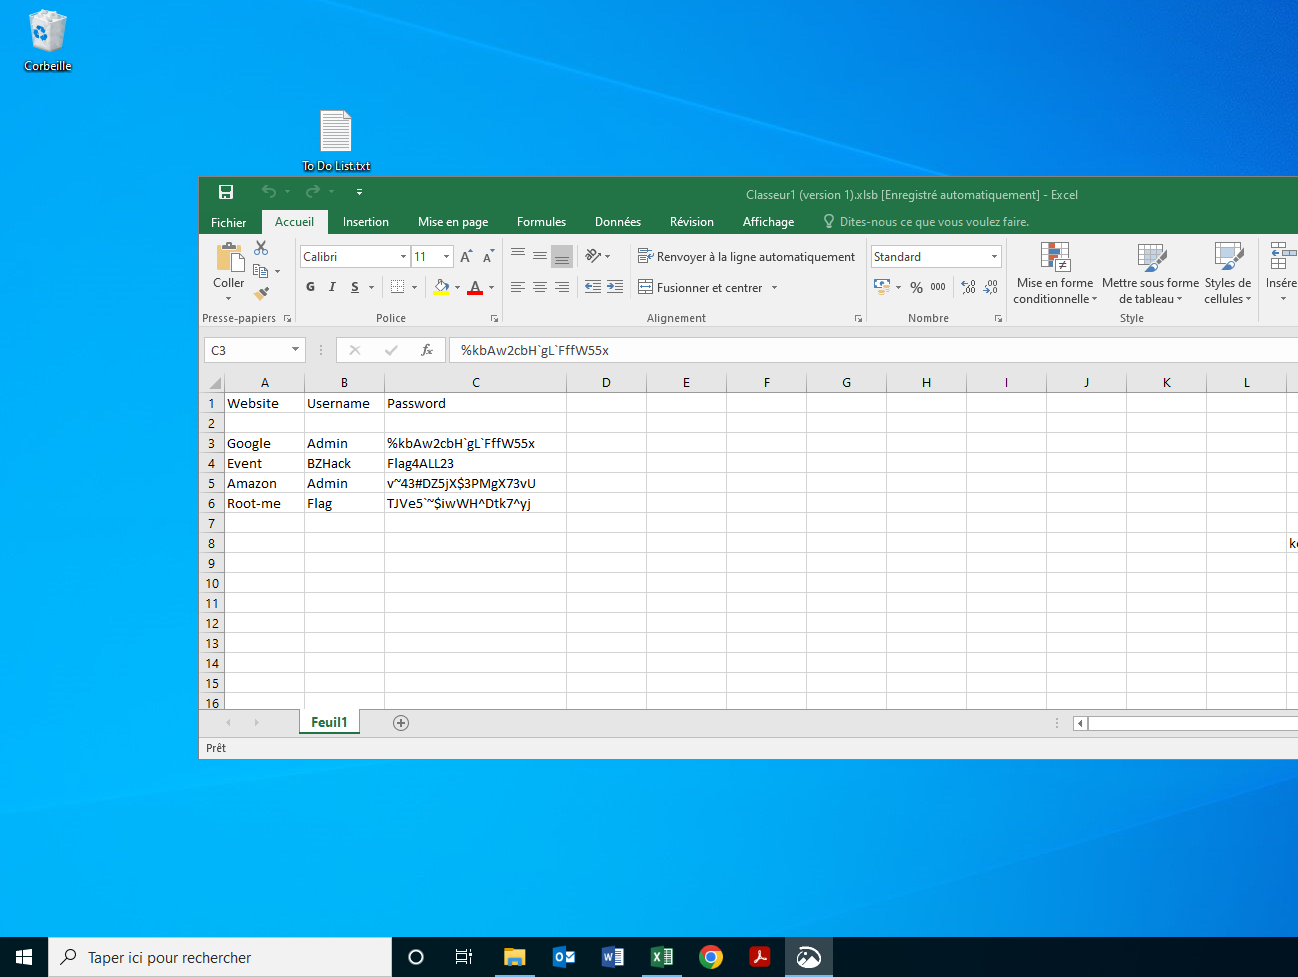 Corbeille
To Do List.txt
Classeur1 (version 1).xlsb [Enregistré automatiquement] - Excel
Fichier Accueil Insertion Mise en page Formules Données Révision Affichage Dites-nous ce que vous voulez faire.
Coller
Calibri 11
Renvoyer à la ligne automatiquement
Standard
G I S A
Fusionner et centrer
% 000
Mise en forme conditionnelle
Mettre sous forme de tableau
Styles de cellules
Presse-papiers Police Alignement Nombre Style
C3 fx %kbAw2cbH`gL`FffW55x
A B C D E F G H I J K L
1 Website Username Password
2
3 Google Admin %kbAw2cbH`gL`FffW55x
4 Event BZHack Flag4ALL23
5 Amazon Admin v~43#DZ5jX$3PMgX73vU
6 Root-me Flag TJVe5`~$iwWH^Dtk7^yj
7
8
9
10
11
12
13
14
15
16
Feuil1
Prêt
Taper ici pour rechercher